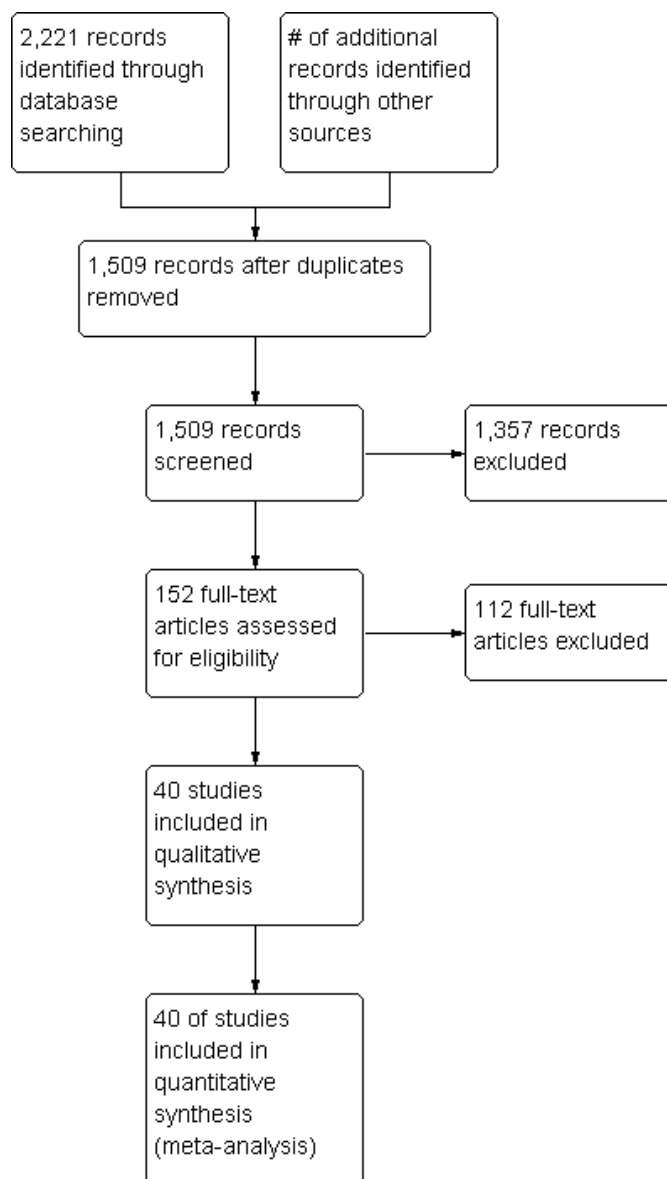 2,221 records
identified through
database
searching
# of additional
records identified
through other
sources
1,509 records after duplicates
removed
1,509 records
screened
1,357 records
excluded
152 full-text
articles assessed
for eligibility
112 full-text
articles excluded
40 studies
included in
qualitative
synthesis
40 of studies
included in
quantitative
synthesis
(meta-analysis)